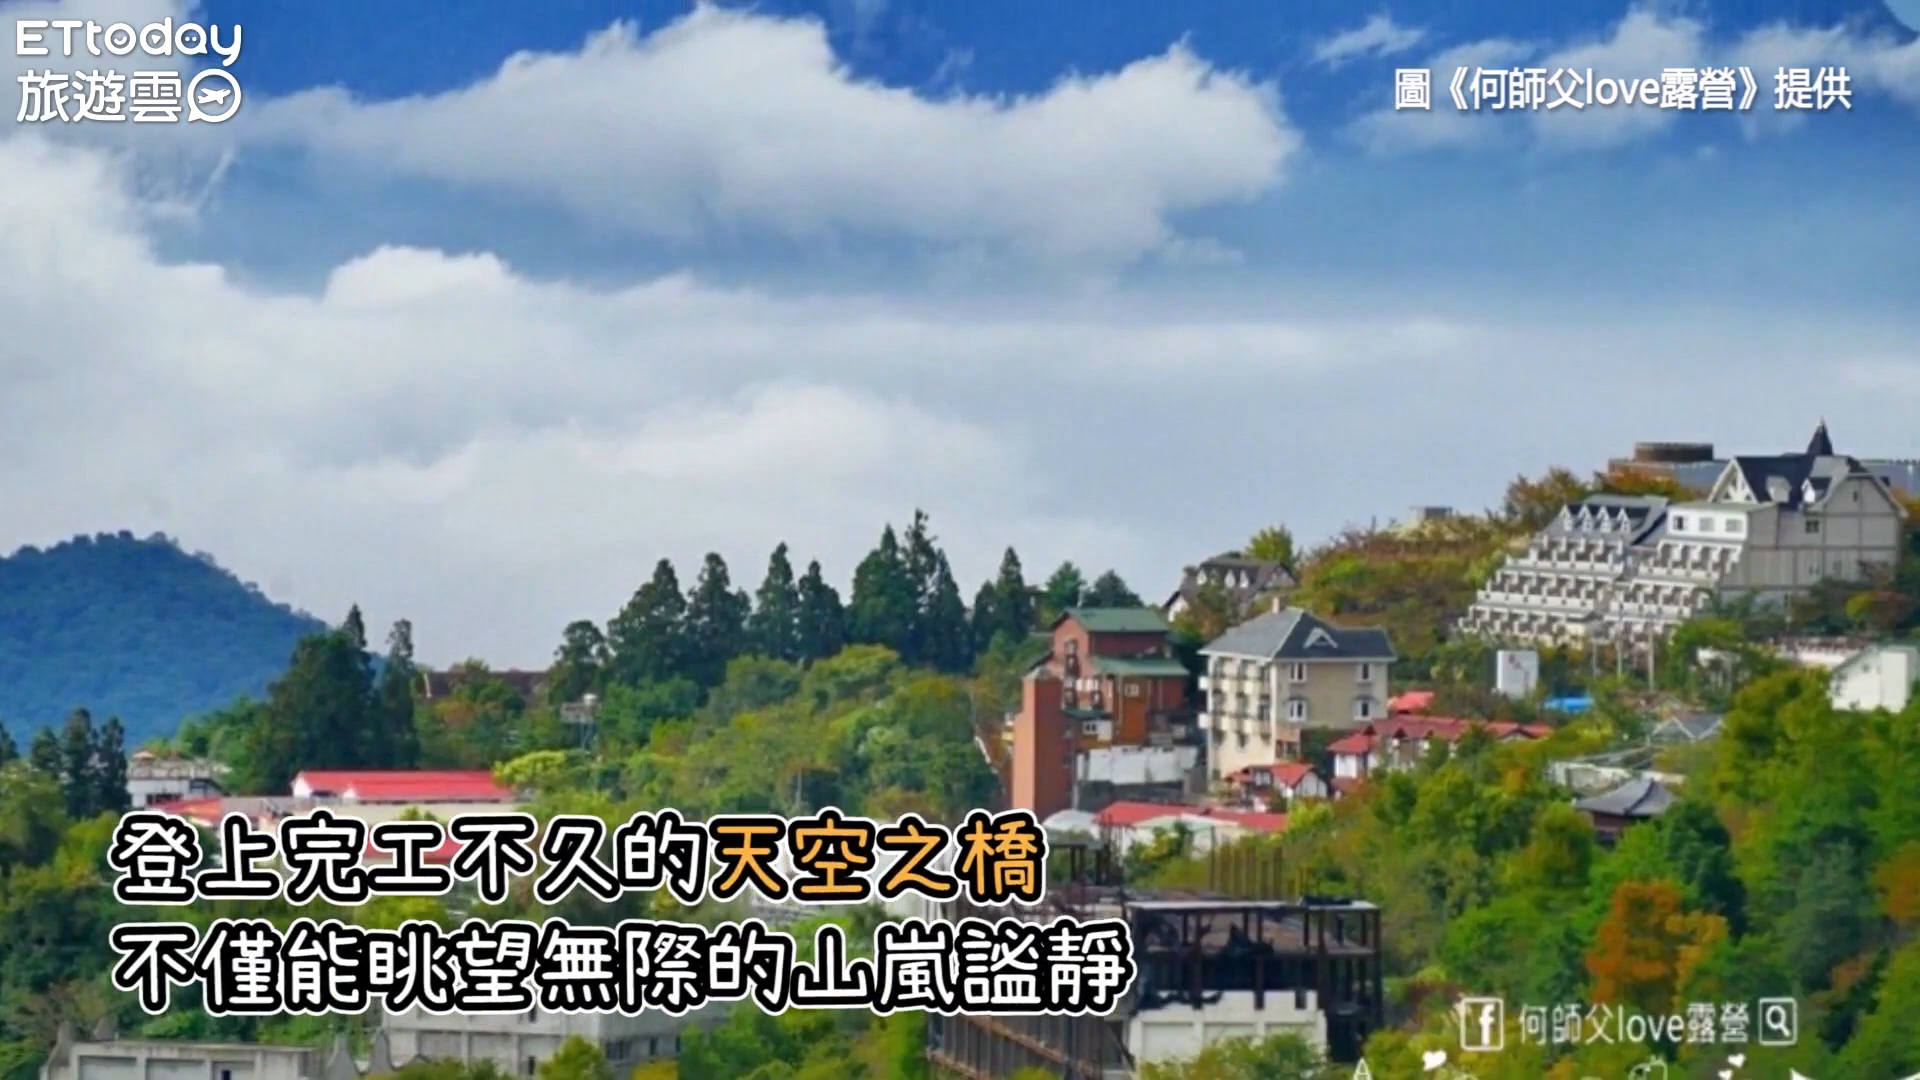 ETtoday
旅遊雲
圖《何師父love露營》提供
登上完工不久的天空之橋
不僅能眺望無際的山嵐謐靜
f 何師父love露營